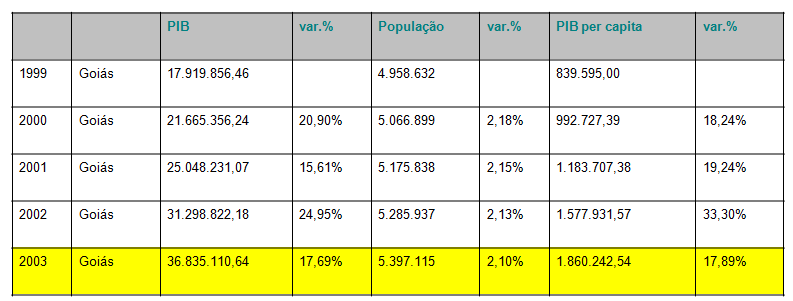 PIB var.% População var.% PIB per capita var.%
1999 Goiás 17.919.856,46 4.958.632 839.595,00
2000 Goiás 21.665.356,24 20,90% 5.066.899 2,18% 992.727,39 18,24%
2001 Goiás 25.048.231,07 15,61% 5.175.838 2,15% 1.183.707,38 19,24%
2002 Goiás 31.298.822,18 24,95% 5.285.937 2,13% 1.577.931,57 33,30%
2003 Goiás 36.835.110,64 17,69% 5.397.115 2,10% 1.860.242,54 17,89%